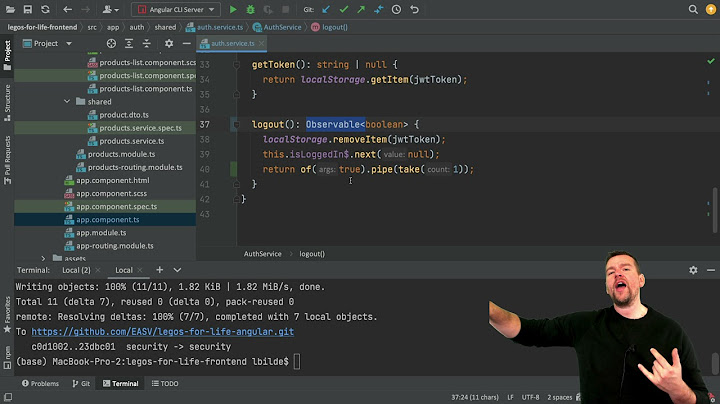 Angular CLI Server
Git:
legos-for-life-frontend
src
app
auth
shared
auth.service.ts
AuthService
logout()
Project
auth.service.ts
Project
Structure
Pull Requests
Favorites
npm
products-list.component.scs
products-list.component.spe
products-list.component.ts
shared
product.dto.ts
products.service.spec.ts
products.service.ts
products.module.ts
products-routing.module.ts
app.component.html
app.component.scss
app.component.spec.ts
app.component.ts
app.module.ts
app-routing.module.ts
assets
33 getToken(): string | null {
34 return localStorage.getItem(jwtToken);
35 }
36
37 logout(): Observable<boolean> {
38 localStorage.removeItem(jwtToken);
39 this.isLoggedIn$.next( value: null);
40 return of( args: true).pipe(take( count: 1));
41 }
42 }
43
AuthService
logout()
Terminal: Local (2) × Local × +
Writing objects: 100% (11/11), 1.82 KiB | 1.82 MiB/s, done.
Total 11 (delta 7), reused 0 (delta 0), pack-reused 0
remote: Resolving deltas: 100% (7/7), completed with 7 local objects.
To https://github.com/EASV/legos-for-life-angular.git
c0d1002..23dbc01 security -> security
(base) MacBook-Pro-2:legos-for-life-frontend lbilde$
Problems
Git
Terminal
TODO
37:24 (11 chars)
LF
UTF-8
2 spaces